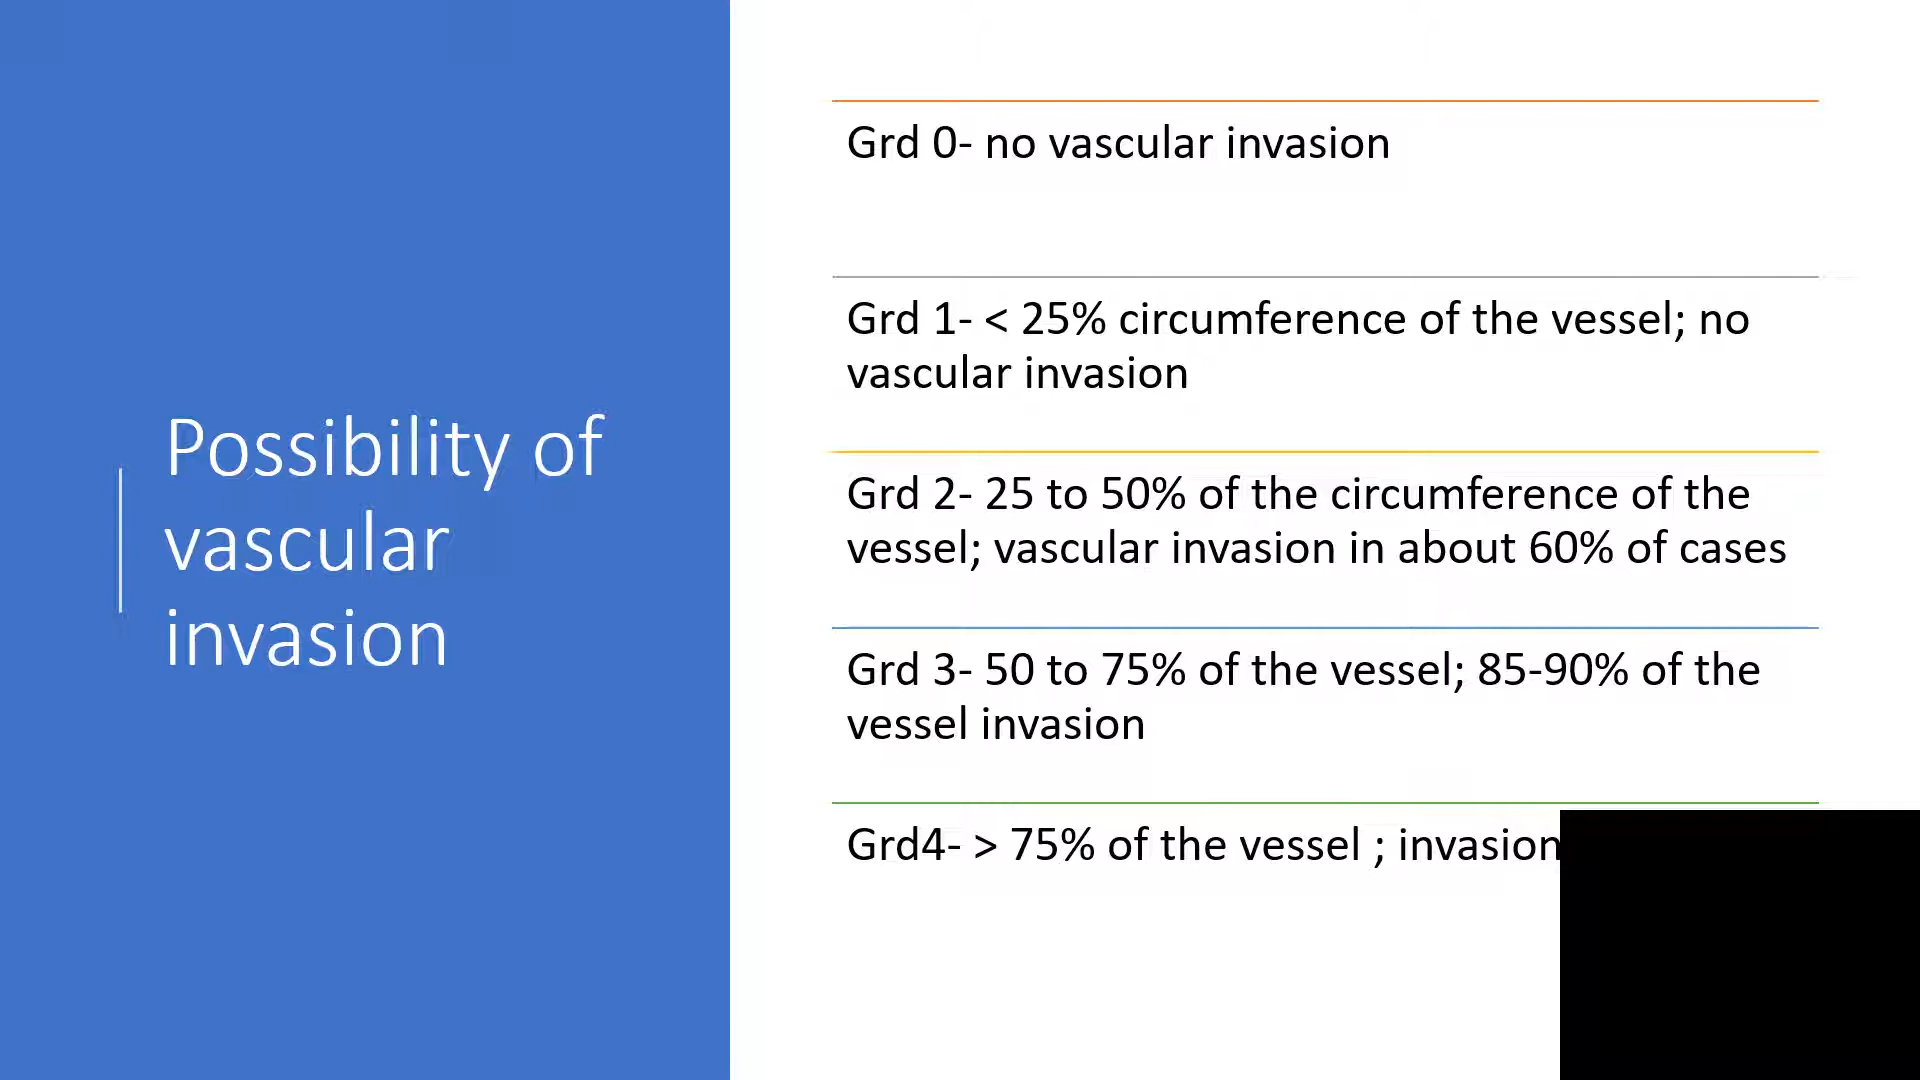 Possibility of
vascular
invasion
Grd 0- no vascular invasion
Grd 1- < 25% circumference of the vessel; no
vascular invasion
Grd 2- 25 to 50% of the circumference of the
vessel; vascular invasion in about 60% of cases
Grd 3- 50 to 75% of the vessel; 85-90% of the
vessel invasion
Grd4- > 75% of the vessel ; invasion